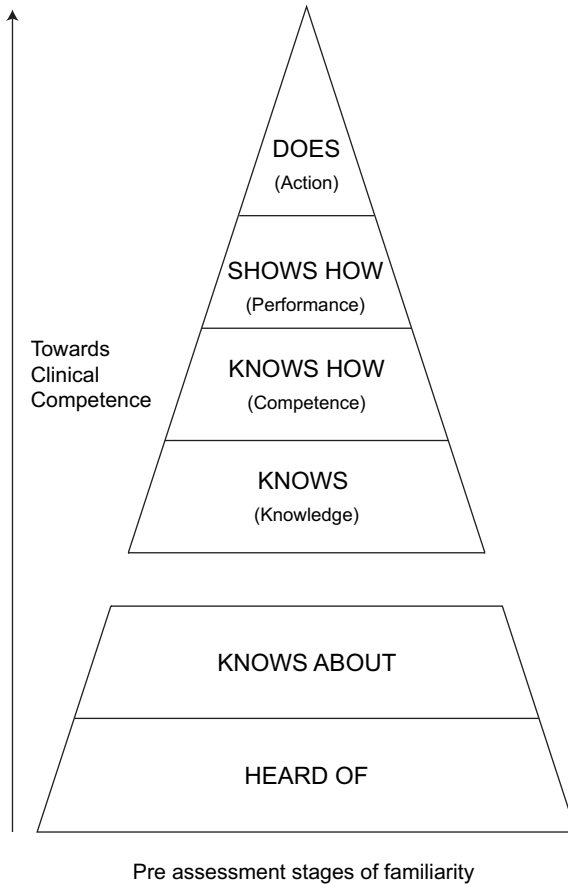 DOES
(Action)
SHOWS HOW
(Performance)
Towards
Clinical
Competence
KNOWS HOW
(Competence)
KNOWS
(Knowledge)
KNOWS ABOUT
HEARD OF
Pre assessment stages of familiarity